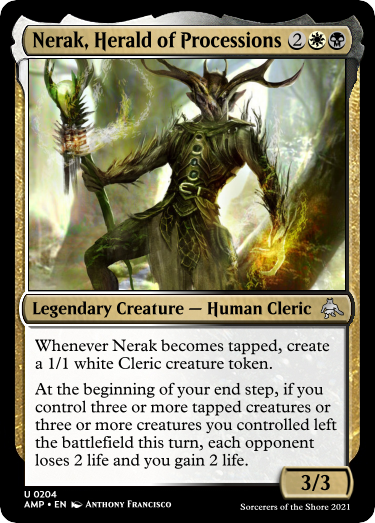 Nerak, Herald of Processions 2
Legendary Creature — Human Cleric
Whenever Nerak becomes tapped, create
a 1/1 white Cleric creature token.
At the beginning of your end step, if you
control three or more tapped creatures or
three or more creatures you controlled left
the battlefield this turn, each opponent
loses 2 life and you gain 2 life.
3/3
U 0204
AMP • EN Anthony Francisco
Sorcerers of the Shore 2021